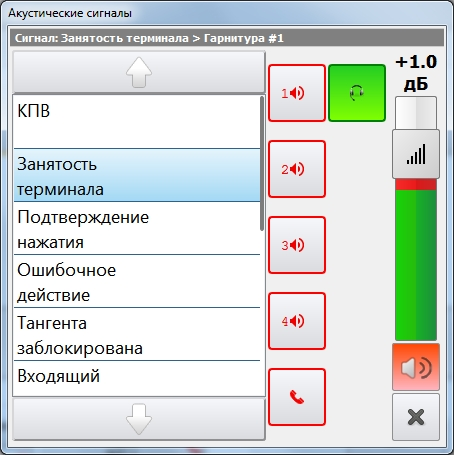 Акустические сигналы
Сигнал: Занятость терминала > Гарнитура #1
+1.0
дБ
КПВ
Занятость
терминала
Подтверждение
нажатия
Ошибочное
действие
Тангента
заблокирована
Входящий
1
2
3
4